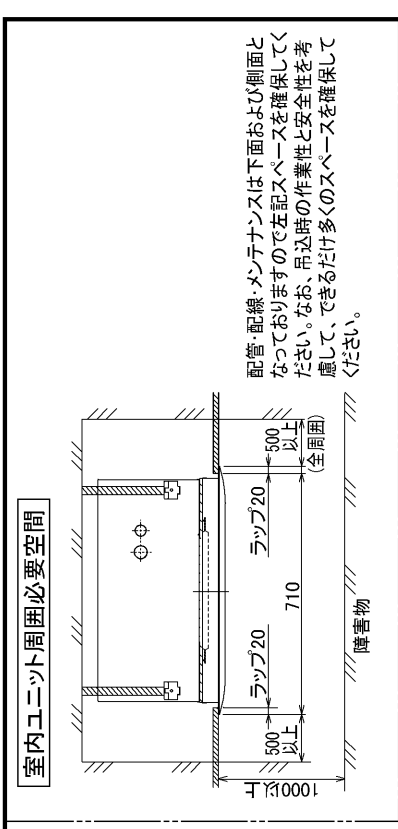 室内ユニット周囲必要空間
ラップ20
ラップ20
500
以上
710
500
以上
(全周囲)
1000以上
障害物
配管・配線・メンテナンスは下面および側面と
なっておりますので左記スペースを確保してく
ださい。なお、吊込時の作業性と安全性を考
慮して、できるだけ多くのスペースを確保して
ください。